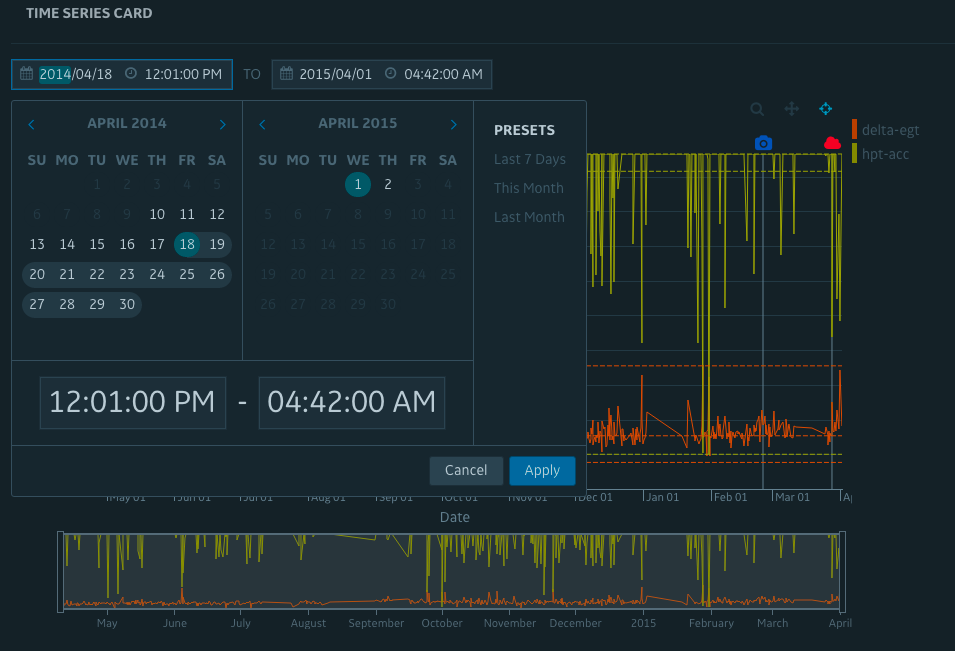 TIME SERIES CARD
2014/04/18 12:01:00 PM TO 2015/04/01 04:42:00 AM
APRIL 2014
SU MO TU WE TH FR SA
1 2 3 4 5
6 7 8 9 10 11 12
13 14 15 16 17 18 19
20 21 22 23 24 25 26
27 28 29 30
APRIL 2015
SU MO TU WE TH FR SA
1 2 3 4
5 6 7 8 9 10 11
12 13 14 15 16 17 18
19 20 21 22 23 24 25
26 27 28 29 30
PRESETS
Last 7 Days
This Month
Last Month
12:01:00 PM - 04:42:00 AM
Cancel Apply
delta-egt
hpt-acc
May 01 Jun 01 Jul 01 Aug 01 Sep 01 Oct 01 Nov 01 Dec 01 Jan 01 Feb 01 Mar 01
Date
May June July August September October November December 2015 February March April